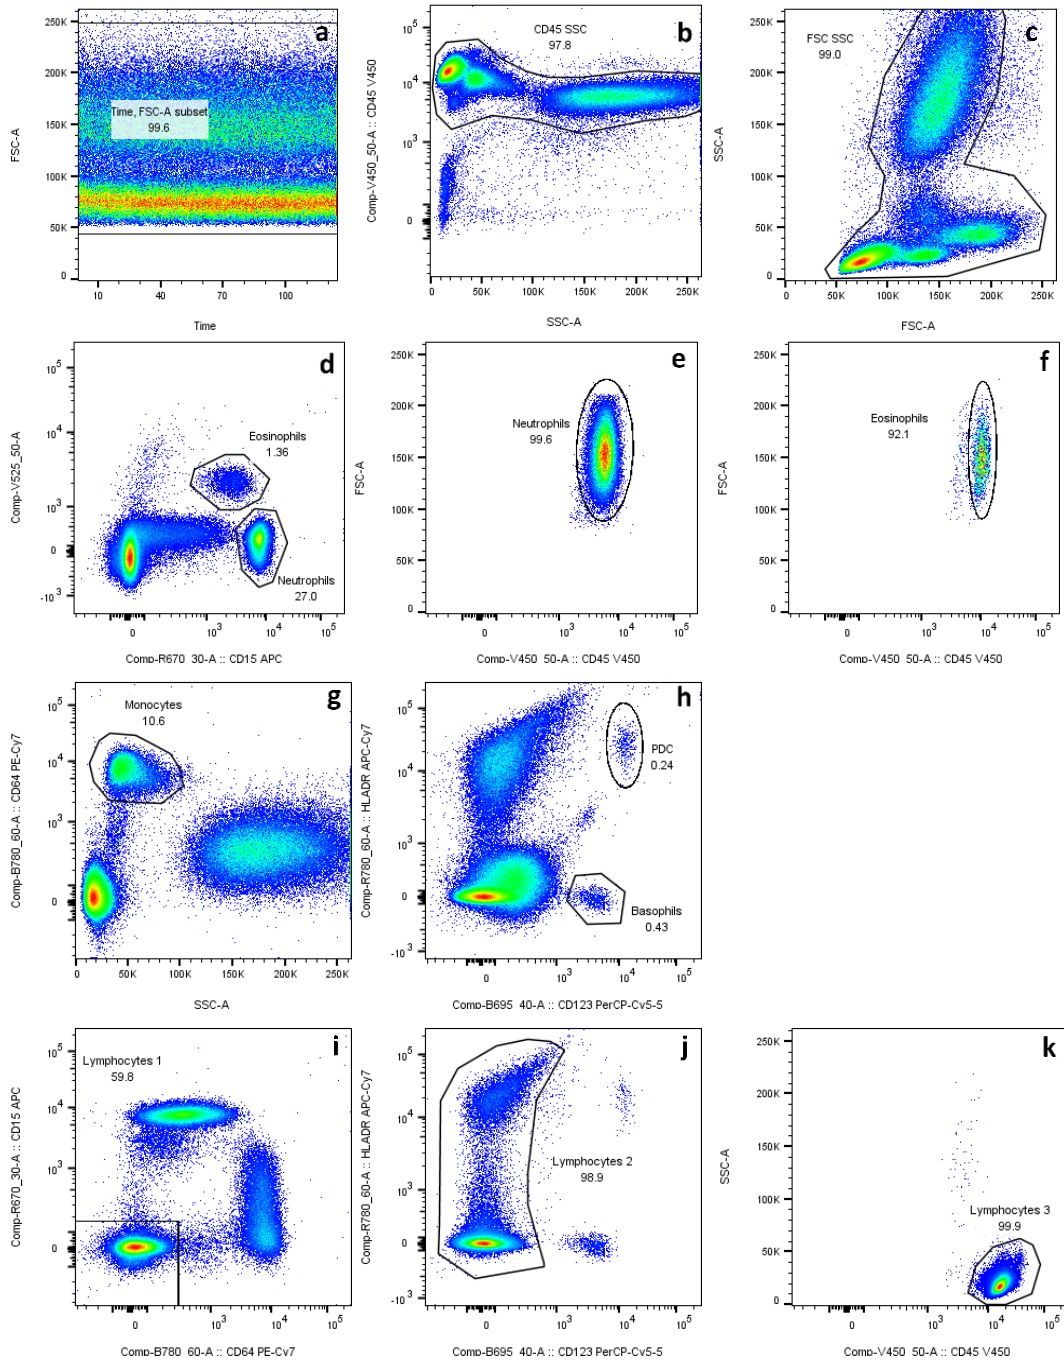 a
250K
200K
150K
100K
50K
0
FSC-A
Time, FSC-A subset
99.6
10 40 70 100
Time
b
CD45 SSC
97.8
10^5
10^4
10^3
0
Comp-V450_50-A :: CD45 V450
0 50K 100K 150K 200K 250K
SSC-A
c
FSC SSC
99.0
250K
200K
150K
100K
50K
0
SSC-A
0 50K 100K 150K 200K 250K
FSC-A
d
10^5
10^4
10^3
0
-10^3
Comp-V525_50-A
Eosinophils
1.36
Neutrophils
27.0
0 10^3 10^4 10^5
Comp-R670_30-A :: CD15 APC
e
250K
200K
150K
100K
50K
0
FSC-A
Neutrophils
99.6
0 10^3 10^4 10^5
Comp-V450_50-A :: CD45 V450
f
250K
200K
150K
100K
50K
0
FSC-A
Eosinophils
92.1
0 10^3 10^4 10^5
Comp-V450_50-A :: CD45 V450
g
10^5
10^4
10^3
0
Comp-B780_60-A :: CD64 PE-Cy7
Monocytes
10.6
0 50K 100K 150K 200K 250K
SSC-A
h
10^5
10^4
10^3
0
-10^3
Comp-R780_60-A :: HLADR APC-Cy7
PDC
0.24
Basophils
0.43
0 10^3 10^4 10^5
Comp-B695_40-A :: CD123 PerCP-Cy5-5
i
10^5
10^4
10^3
0
Comp-R670_30-A :: CD15 APC
Lymphocytes 1
59.8
0 10^3 10^4 10^5
Comp-B780_60-A :: CD64 PE-Cy7
j
10^5
10^4
10^3
0
-10^3
Comp-R780_60-A :: HLADR APC-Cy7
Lymphocytes 2
98.9
0 10^3 10^4 10^5
Comp-B695_40-A :: CD123 PerCP-Cy5-5
k
250K
200K
150K
100K
50K
0
SSC-A
Lymphocytes 3
99.9
0 10^3 10^4 10^5
Comp-V450_50-A :: CD45 V450